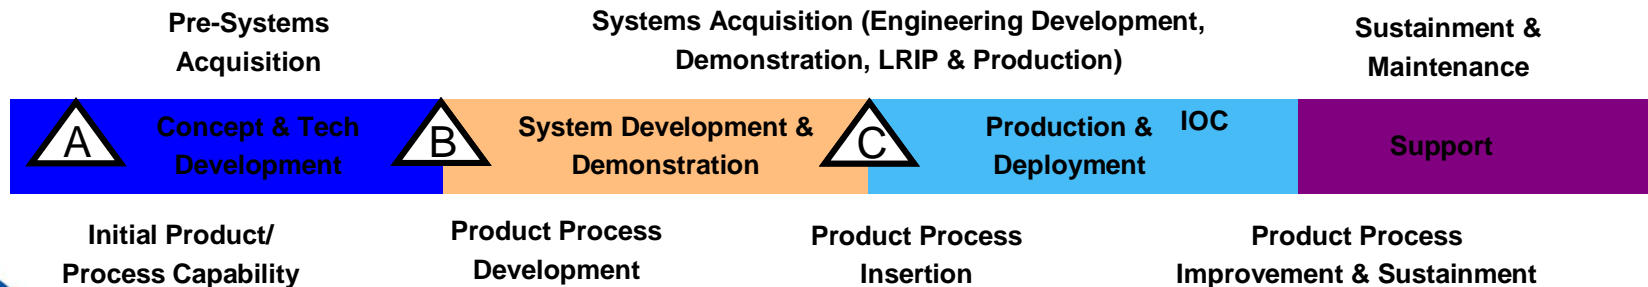 Pre-Systems
Acquisition
Systems Acquisition (Engineering Development,
Demonstration, LRIP & Production)
Sustainment &
Maintenance
A
Concept & Tech
Development
B
System Development &
Demonstration
C
Production &
Deployment
IOC
Support
Initial Product/
Process Capability
Product Process
Development
Product Process
Insertion
Product Process
Improvement & Sustainment